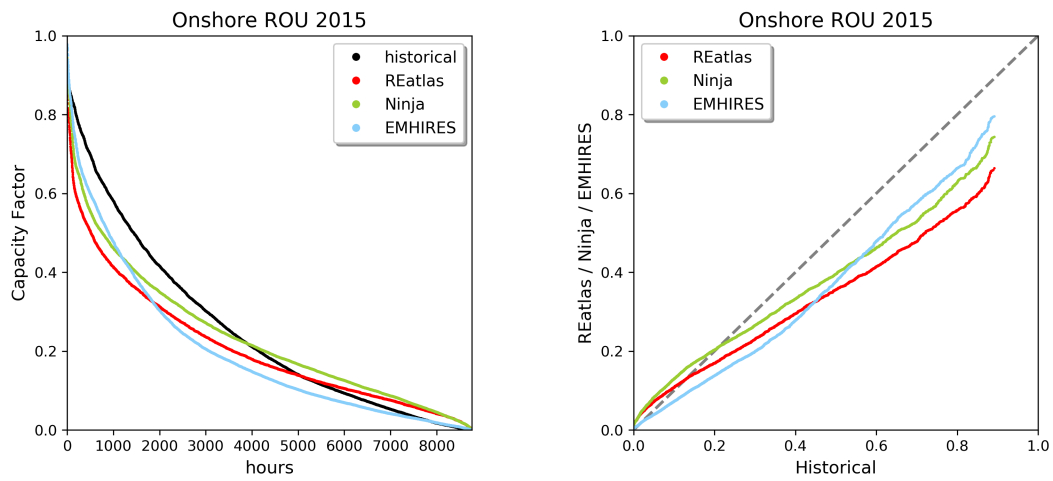 Onshore ROU 2015
1.0
0.8
0.6
0.4
0.2
0.0
Capacity Factor
historical
REatlas
Ninja
EMHIRES
0 1000 2000 3000 4000 5000 6000 7000 8000
hours
Onshore ROU 2015
1.0
0.8
0.6
0.4
0.2
0.0
REatlas / Ninja / EMHIRES
REatlas
Ninja
EMHIRES
0.0 0.2 0.4 0.6 0.8 1.0
Historical